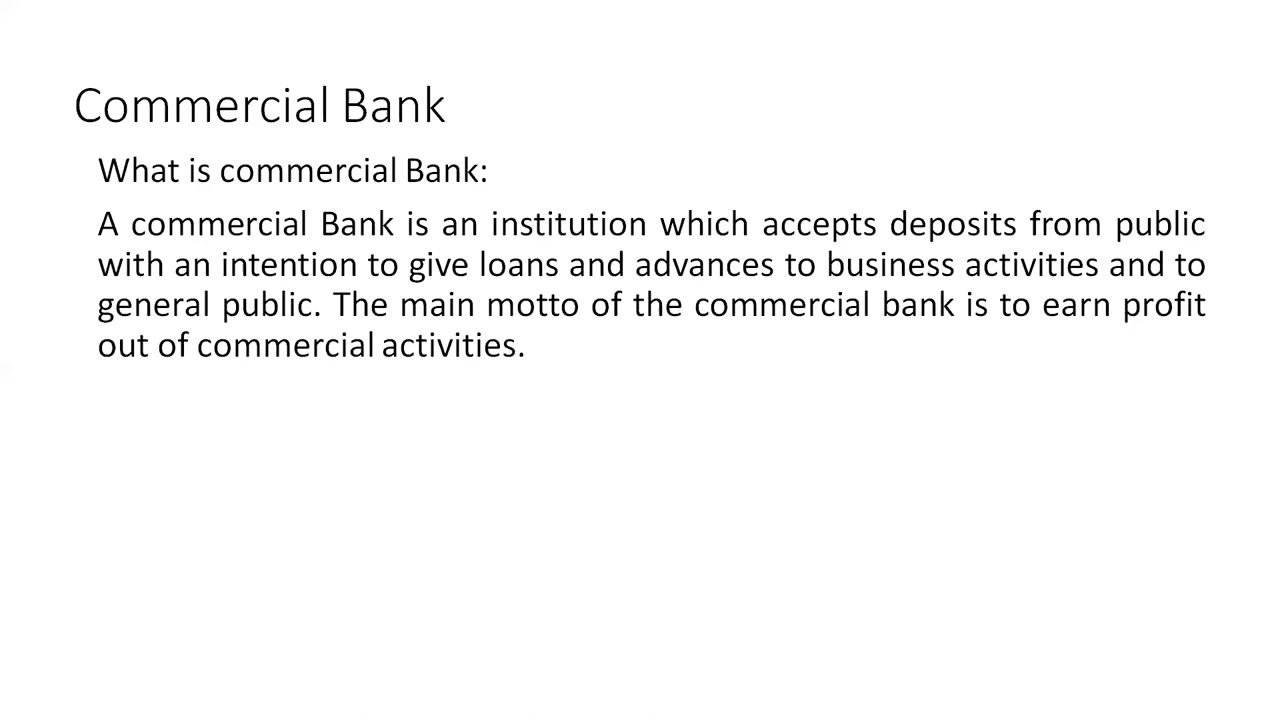 Commercial Bank
What is commercial Bank:
A commercial Bank is an institution which accepts deposits from public
with an intention to give loans and advances to business activities and to
general public. The main motto of the commercial bank is to earn profit
out of commercial activities.